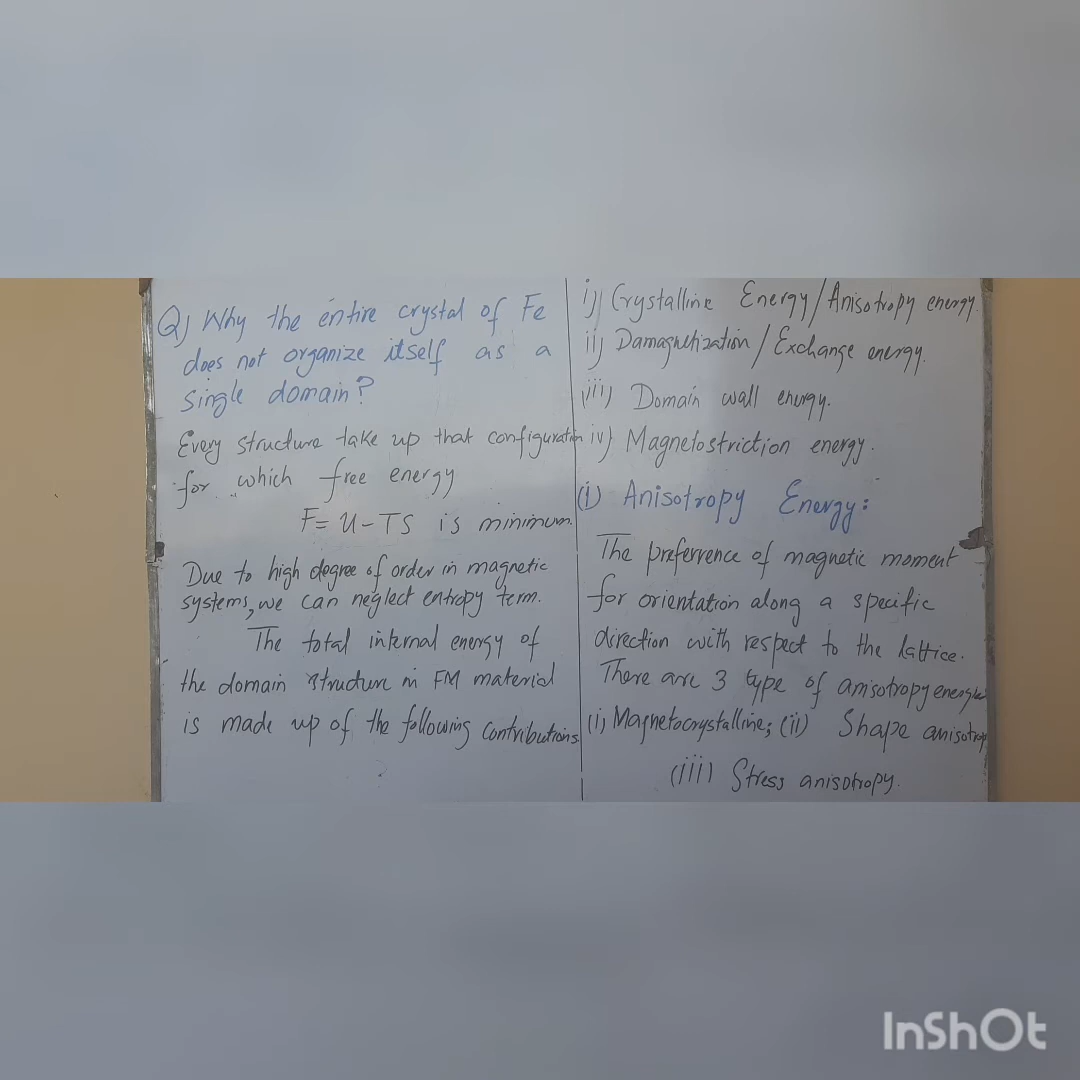 Q) Why the entire crystal of Fe
does not organize itself as a
single domain?
Every structure take up that configuration
for which free energy
F = U - TS is minimum.
Due to high degree of order in magnetic
systems, we can neglect entropy term.
The total internal energy of
the domain structure in FM material
is made up of the following contributions
i) Crystalline Energy/Anisotropy energy.
ii) Damagnetization / Exchange energy.
(iii) Domain wall energy.
iv) Magnetostriction energy.
(i) Anisotropy Energy:
The preferrence of magnetic moment
for orientation along a specific
direction with respect to the lattice.
There are 3 type of anisotropy energies
(i) Magnetocrystalline; (ii) Shape anisotropy
(iii) Stress anisotropy.
InShOt